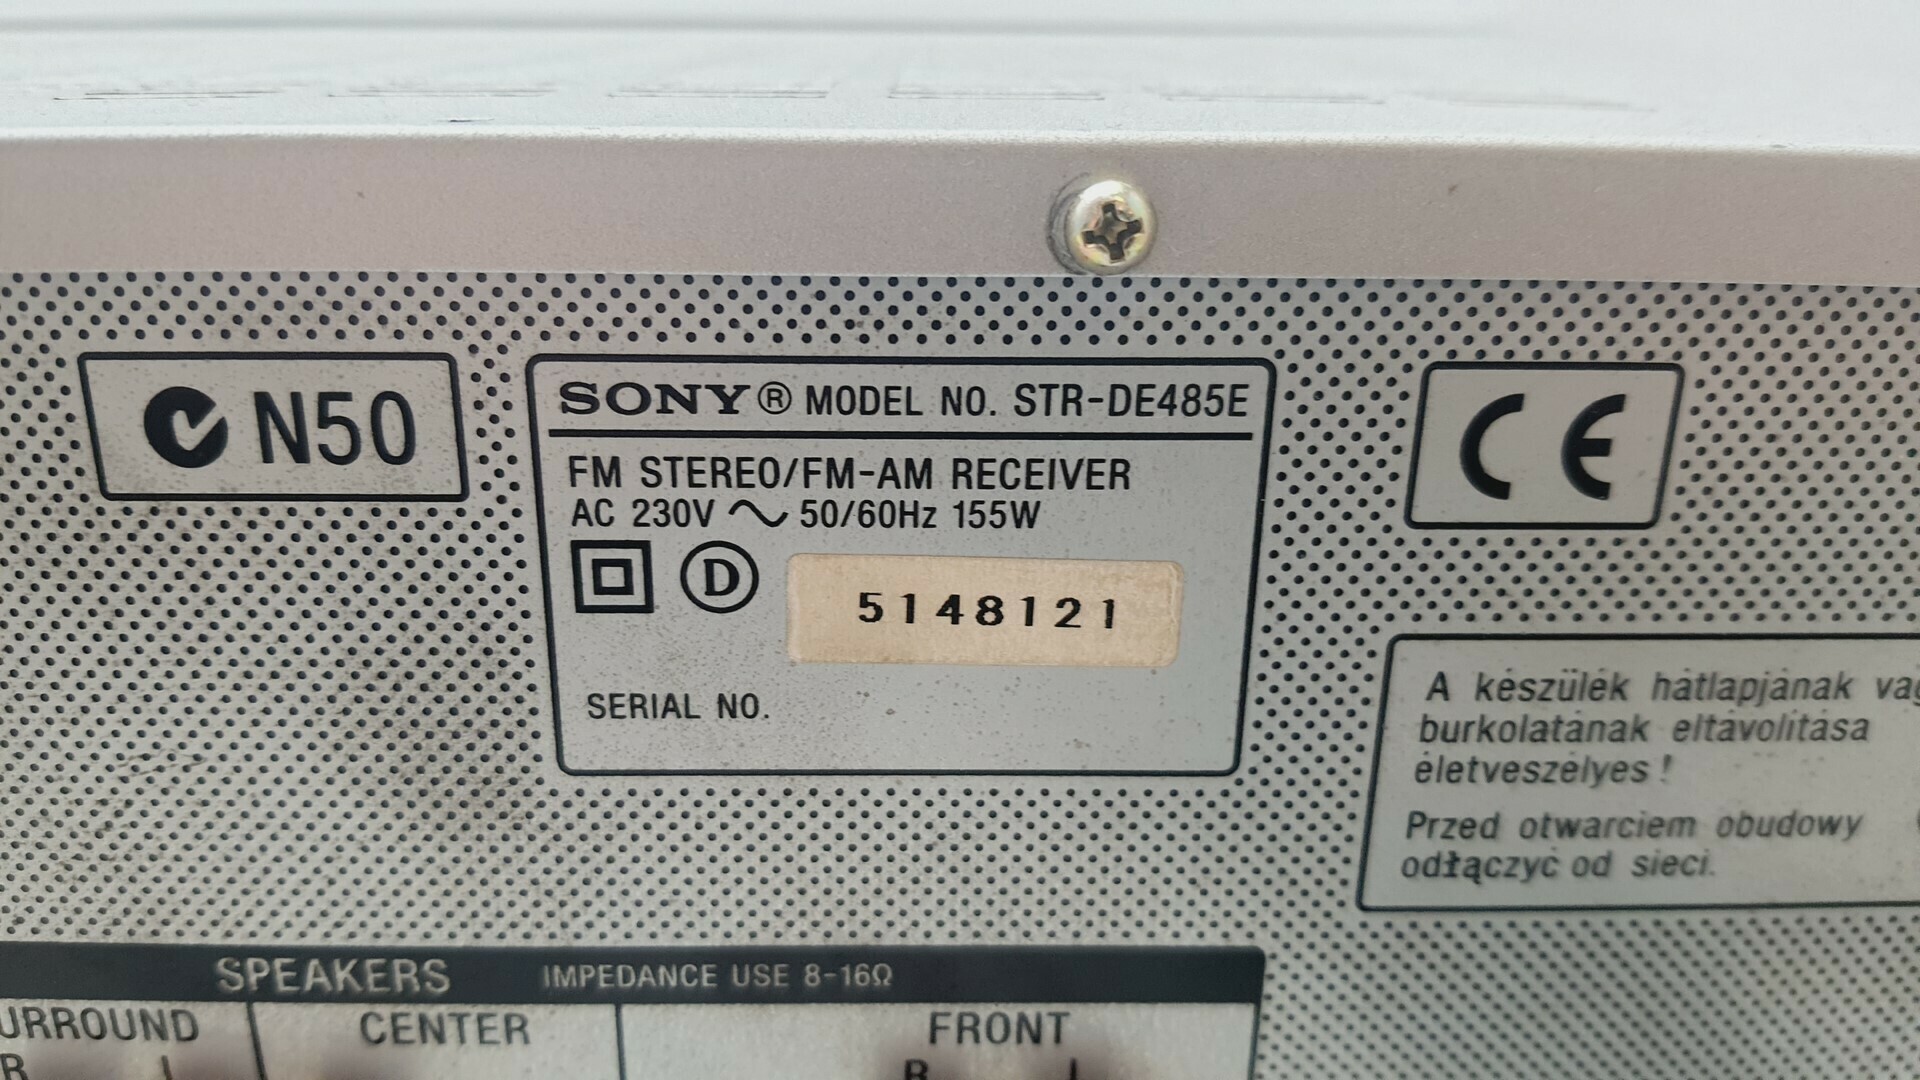 N50
SONY® MODEL NO. STR-DE485E
FM STEREO/FM-AM RECEIVER
AC 230V ～ 50/60Hz 155W
D
5148121
SERIAL NO.
CE
A készülék hátlapjának
burkolatának eltávolítása
életveszélyes !
Przed otwarciem obudowy
odłączyć od sieci.
SPEAKERS IMPEDANCE USE 8-16Ω
URROUND CENTER FRONT
R L R L